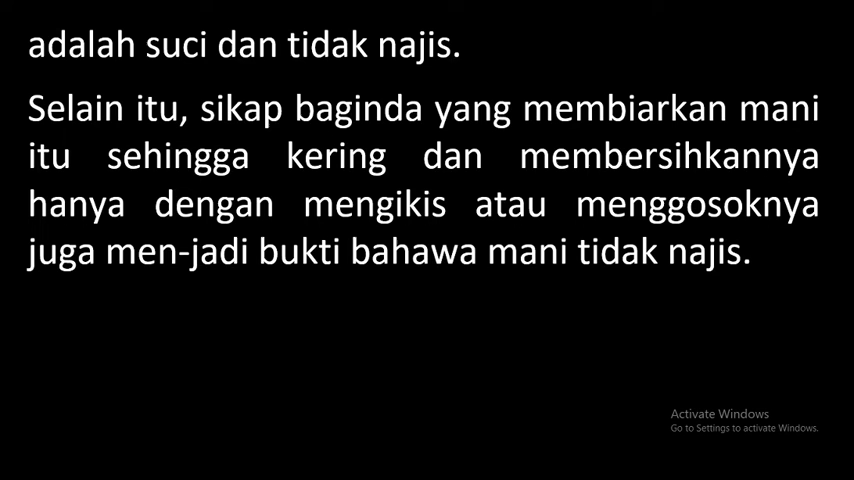 adalah suci dan tidak najis.
Selain itu, sikap baginda yang membiarkan mani
itu sehingga kering dan membersihkannya
hanya dengan mengikis atau menggosoknya
juga men-jadi bukti bahawa mani tidak najis.
Activate Windows
Go to Settings to activate Windows.